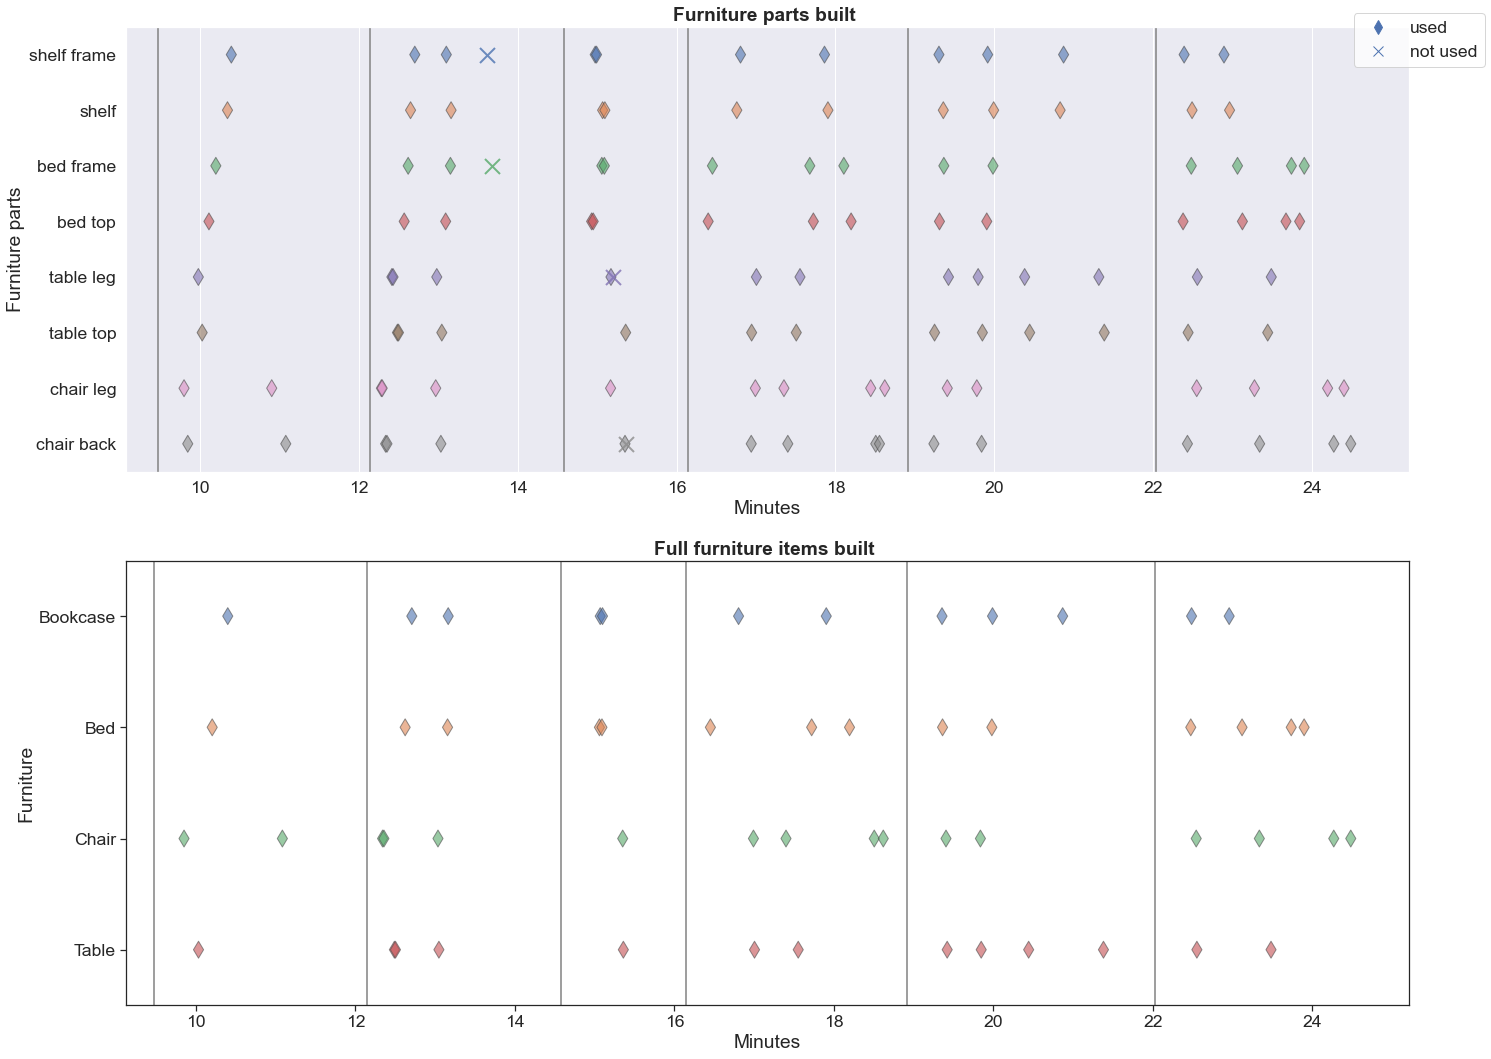 Furniture parts built
used
not used
Furniture parts
shelf frame
shelf
bed frame
bed top
table leg
table top
chair leg
chair back
10 12 14 16 18 20 22 24
Minutes
Full furniture items built
Furniture
Bookcase
Bed
Chair
Table
10 12 14 16 18 20 22 24
Minutes